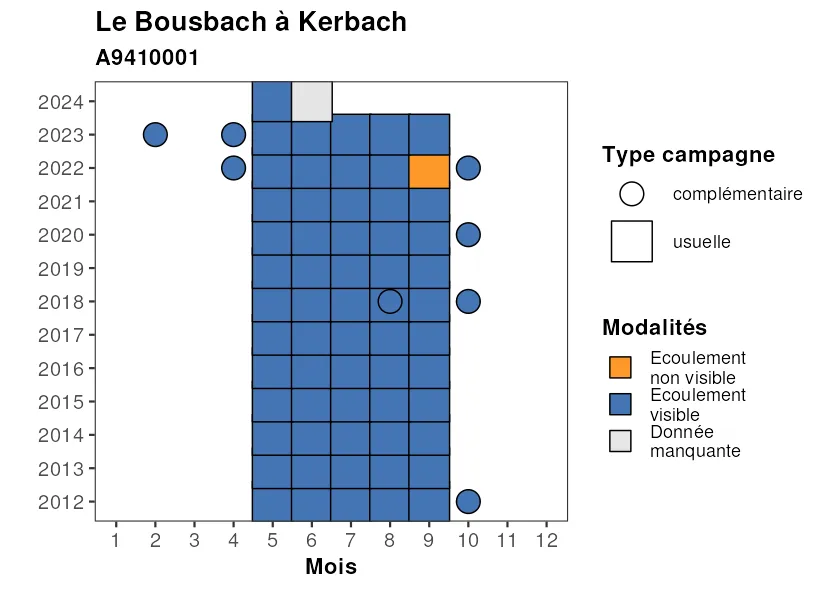 Le Bousbach à Kerbach
A9410001
2024
2023
2022
2021
2020
2019
2018
2017
2016
2015
2014
2013
2012
1 2 3 4 5 6 7 8 9 10 11 12
Mois
Type campagne
complémentaire
usuelle
Modalités
Ecoulement
non visible
Ecoulement
visible
Donnée
manquante